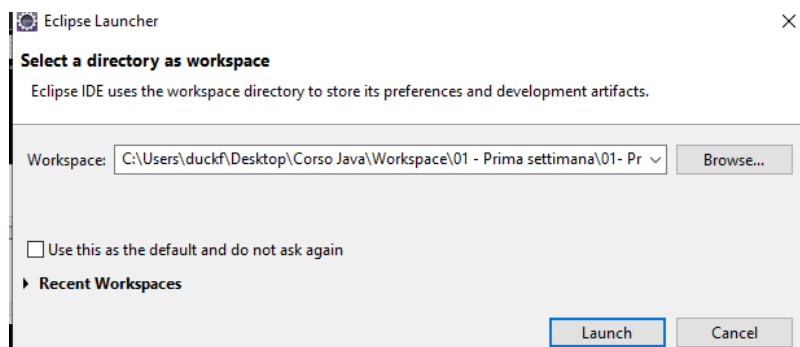 Eclipse Launcher
Select a directory as workspace
Eclipse IDE uses the workspace directory to store its preferences and development artifacts.
Workspace: C:\Users\duckf\Desktop\Corso Java\Workspace\01 - Prima settimana\01- Pr Browse...
Use this as the default and do not ask again
Recent Workspaces
Launch Cancel